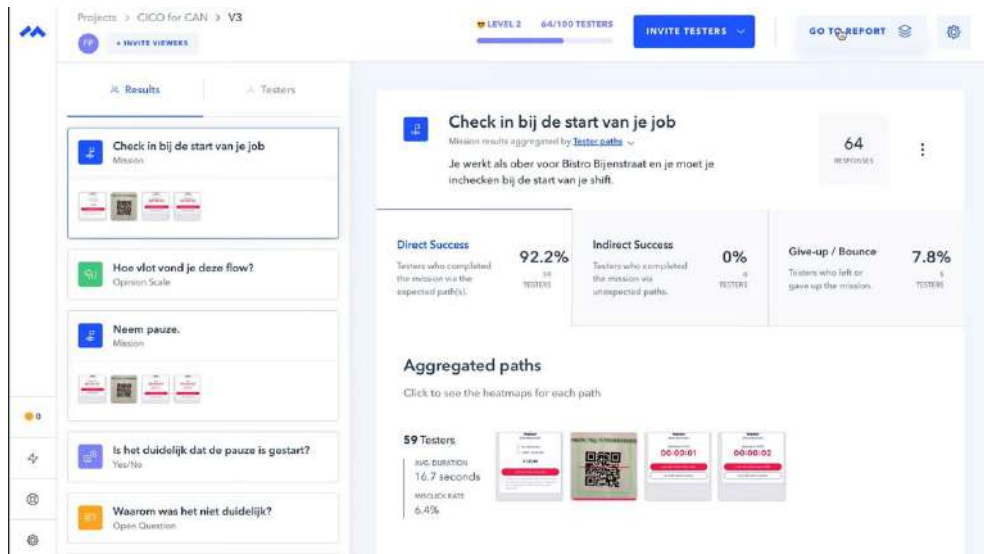 Projects > CICO for CAN > V3
FP
+ INVITE VIEWERS
LEVEL 2 64/100 TESTERS
INVITE TESTERS
GO TO REPORT
Results
Testers
Check in bij de start van je job
Mission
Hoe vlot vond je deze flow?
Opinion Scale
Neem pauze.
Mission
Is het duidelijk dat de pauze is gestart?
Yes/No
Waarom was het niet duidelijk?
Open Question
0
Check in bij de start van je job
Mission results aggregated by Tester paths
Je werkt als ober voor Bistro Bijenstraat en je moet je
inchecken bij de start van je shift.
64
RESPONSES
Direct Success
Testers who completed
the mission via the
expected path(s).
92.2%
59
TESTERS
Indirect Success
Testers who completed
the mission via
unexpected paths.
0%
0
TESTERS
Give-up / Bounce
Testers who left or
gave up the mission.
7.8%
5
TESTERS
Aggregated paths
Click to see the heatmaps for each path
59 Testers
AVG. DURATION
16.7 seconds
MISCLICK RATE
6.4%
00:00:01
00:00:02